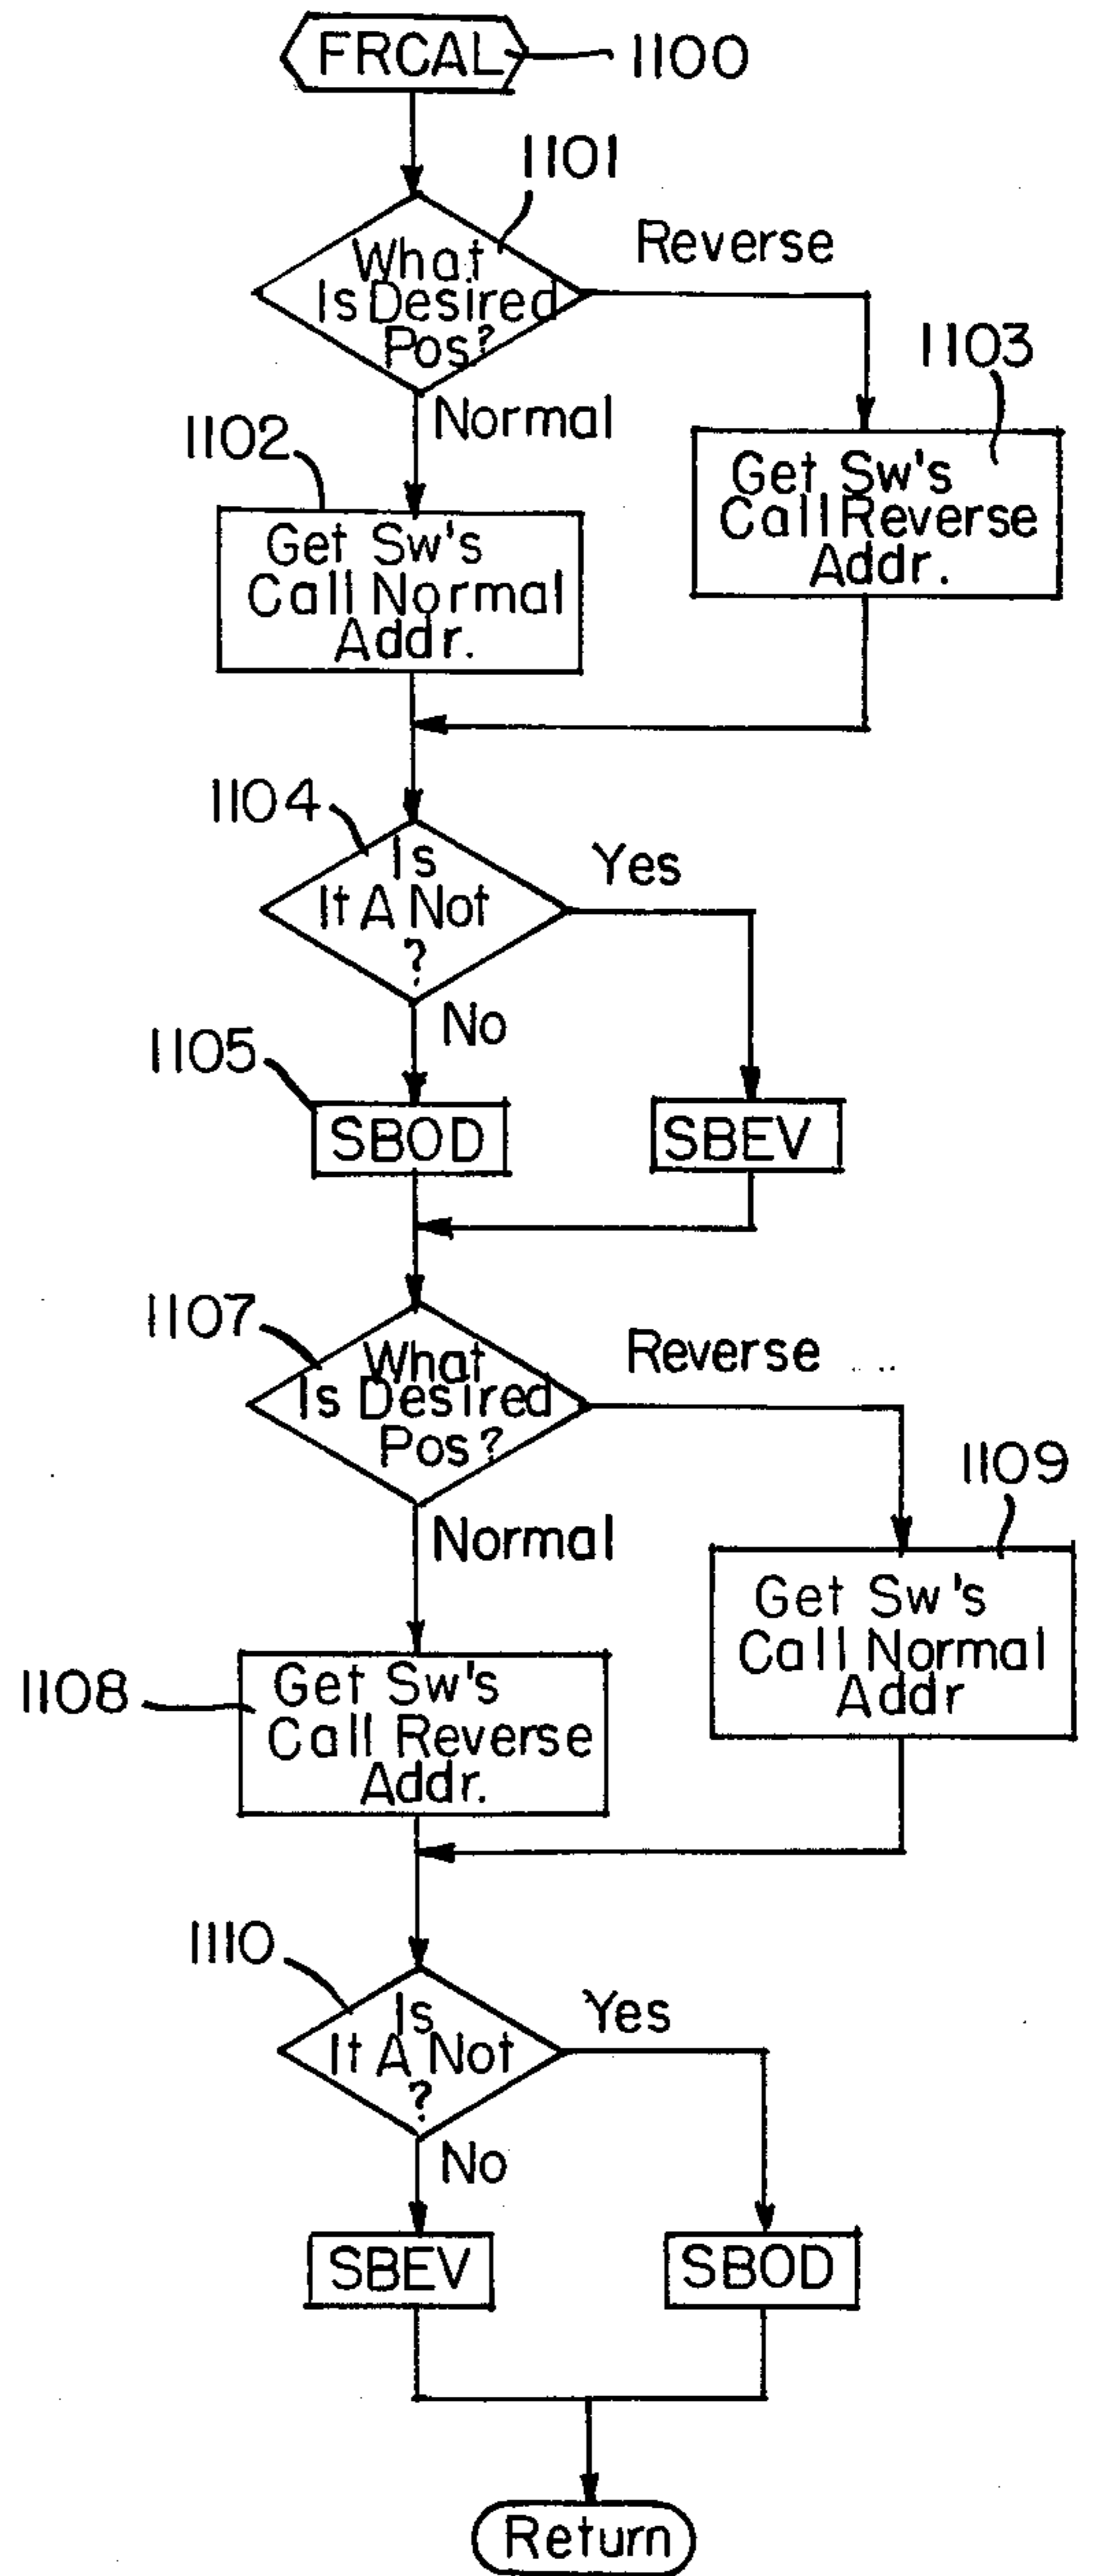 FRCAL
1100
1101
What
Is Desired
Pos?
Reverse
1103
Normal
1102
Get Sw's
Call Reverse
Addr.
Get Sw's
Call Normal
Addr.
1104
Is
It A Not
?
Yes
No
1105
SBOD
SBEV
1107
What
Is Desired
Pos?
Reverse
1109
Normal
Get Sw's
Call Normal
Addr
1108
Get Sw's
Call Reverse
Addr.
1110
Is
It A Not
?
Yes
No
SBEV
SBOD
Return